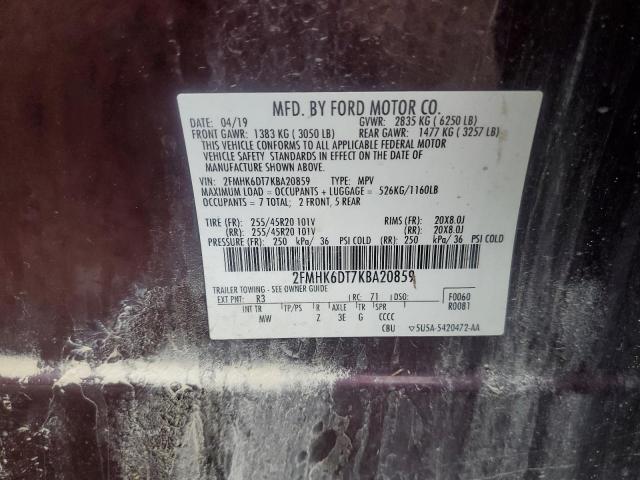 MFD. BY FORD MOTOR CO.
DATE: 04/19 GVWR: 2835 KG ( 6250 LB)
FRONT GAWR: 1383 KG ( 3050 LB) REAR GAWR: 1477 KG ( 3257 LB)
THIS VEHICLE CONFORMS TO ALL APPLICABLE FEDERAL MOTOR
VEHICLE SAFETY STANDARDS IN EFFECT ON THE DATE OF
MANUFACTURE SHOWN ABOVE.
VIN: 2FMHK6DT7KBA20859 TYPE: MPV
MAXIMUM LOAD = OCCUPANTS + LUGGAGE = 526KG/1160LB
OCCUPANTS = 7 TOTAL; 2 FRONT, 5 REAR
TIRE (FR): 255/45R20 101V RIMS (FR): 20X8.0J
(RR): 255/45R20 101V (RR): 20X8.0J
PRESSURE (FR): 250 kPa/ 36 PSI COLD (RR) 250 kPa/ 36 PSI COLD
2FMHK6DT7KBA20859
TRAILER TOWING - SEE OWNER GUIDE
EXT PNT: R3 RC: 71 DSO: F0060
INT TR TP/PS R AXLE TR SPR R0081
MW Z 3E G CCCC
CBU ▽5USA-5420472-AA